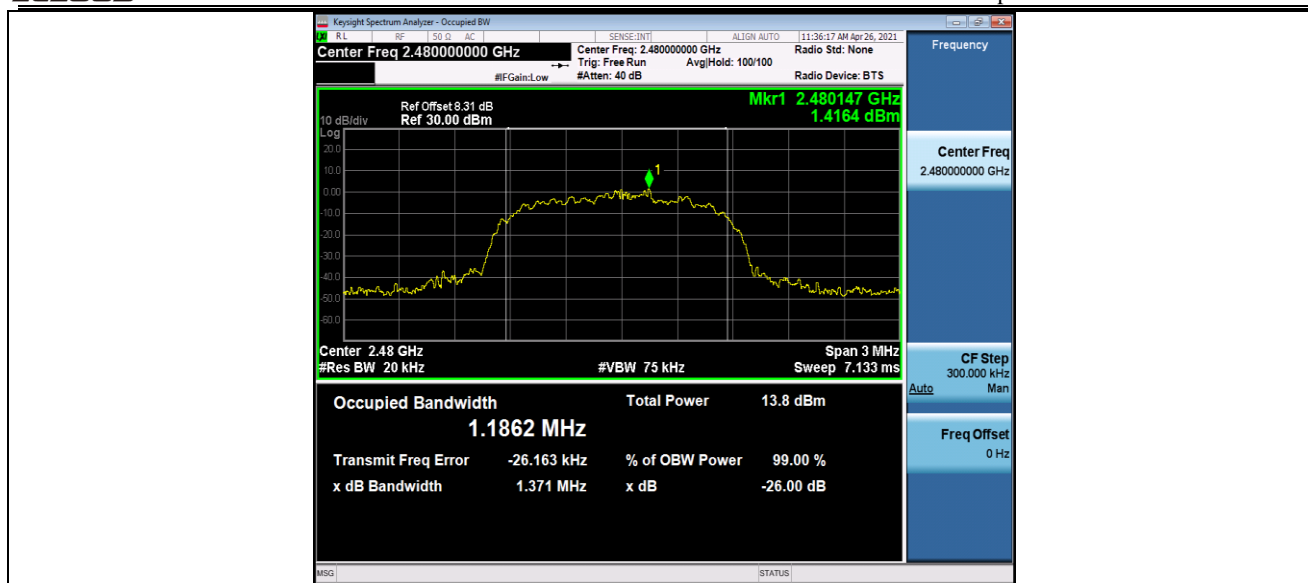 Keysight Spectrum Analyzer - Occupied BW
RL RF 50 Ω AC SENSE:INT ALIGN AUTO 11:36:17 AM Apr 26, 2021
Center Freq 2.480000000 GHz
Center Freq: 2.480000000 GHz
Radio Std: None
Trig: Free Run Avg|Hold: 100/100
#IFGain:Low
#Atten: 40 dB
Radio Device: BTS
Frequency
Mkr1 2.480147 GHz
1.4164 dBm
Ref Offset 8.31 dB
10 dB/div Ref 30.00 dBm
Log
20.0
10.0
0.00
-10.0
-20.0
-30.0
-40.0
-50.0
-60.0
1
Center 2.48 GHz
Span 3 MHz
#Res BW 20 kHz
#VBW 75 kHz
Sweep 7.133 ms
Center Freq
2.480000000 GHz
CF Step
300.000 kHz
Auto Man
Freq Offset
0 Hz
Occupied Bandwidth
1.1862 MHz
Total Power 13.8 dBm
Transmit Freq Error -26.163 kHz
% of OBW Power 99.00 %
x dB Bandwidth 1.371 MHz
x dB -26.00 dB
MSG
STATUS